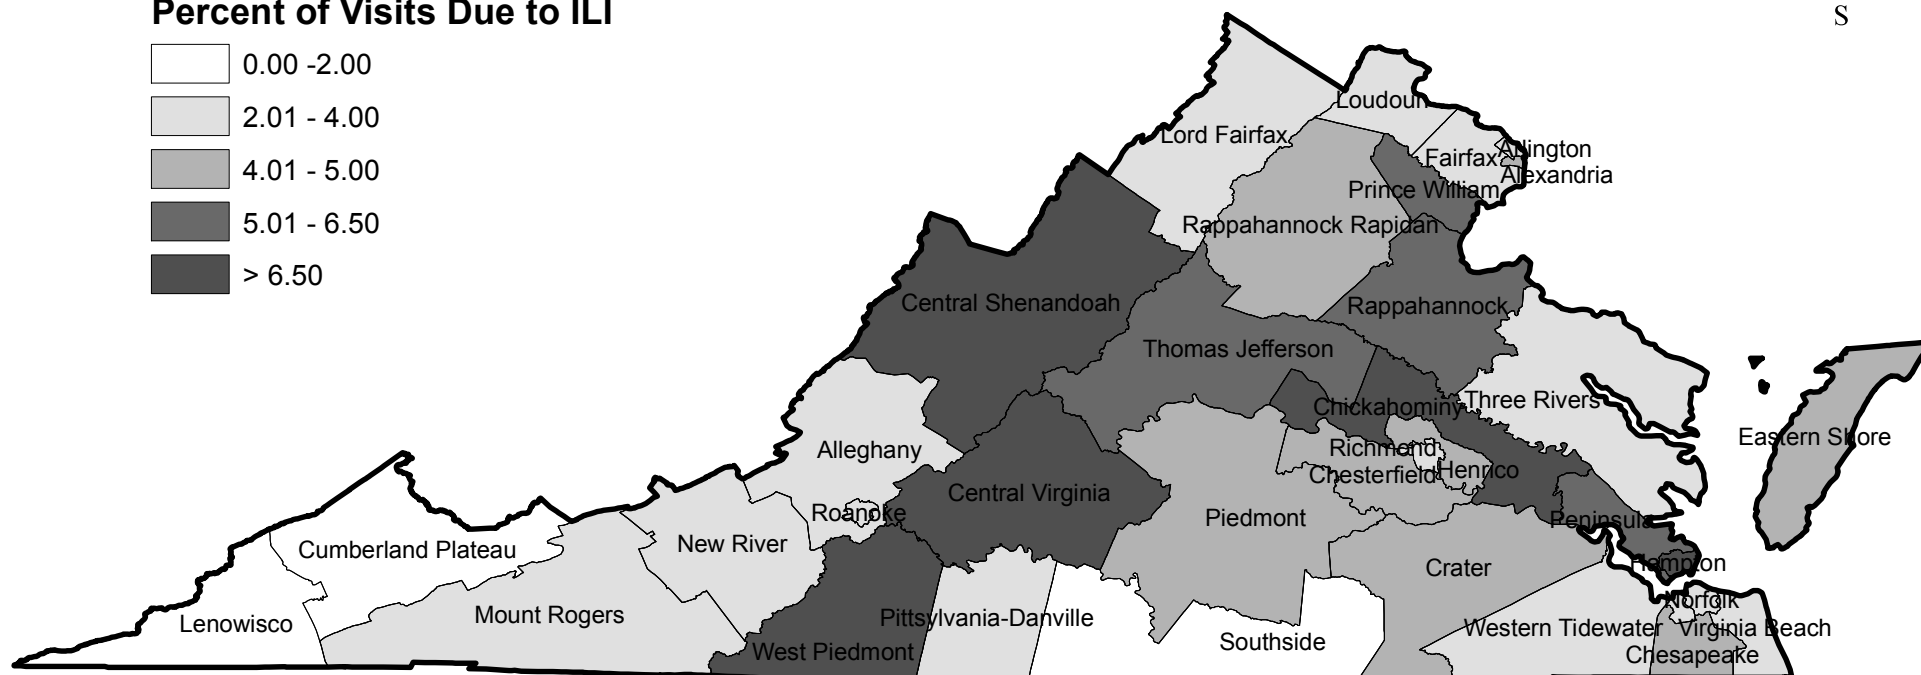 Percent of Visits Due to ILI
S
0.00 -2.00
2.01 - 4.00
4.01 - 5.00
5.01 - 6.50
> 6.50
Loudoun
Lord Fairfax
Arlington
Fairfax
Alexandria
Prince William
Rappahannock Rapidan
Central Shenandoah
Rappahannock
Thomas Jefferson
Three Rivers
Chickahominy
Eastern Shore
Alleghany
Richmond
Henrico
Chesterfield
Central Virginia
Roanoke
Piedmont
Peninsula
New River
Cumberland Plateau
Hampton
Crater
Norfolk
Mount Rogers
Pittsylvania-Danville
Lenowisco
Western Tidewater
Virginia Beach
Southside
West Piedmont
Chesapeake